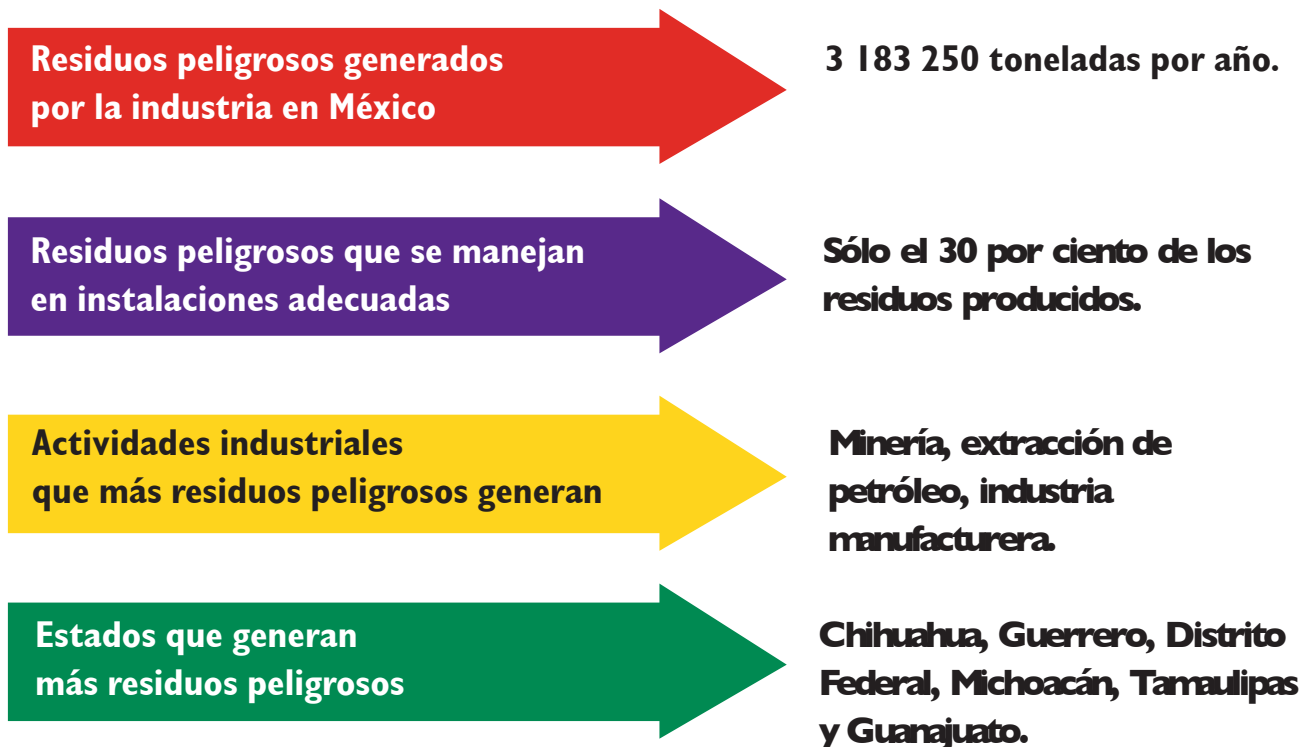 Residuos peligrosos generados
por la industria en México
3 183 250 toneladas por año.
Residuos peligrosos que se manejan
en instalaciones adecuadas
Sólo el 30 por ciento de los
residuos producidos.
Actividades industriales
que más residuos peligrosos generan
Minería, extracción de
petróleo, industria
manufacturera.
Estados que generan
más residuos peligrosos
Chihuahua, Guerrero, Distrito
Federal, Michoacán, Tamaulipas
y Guanajuato.